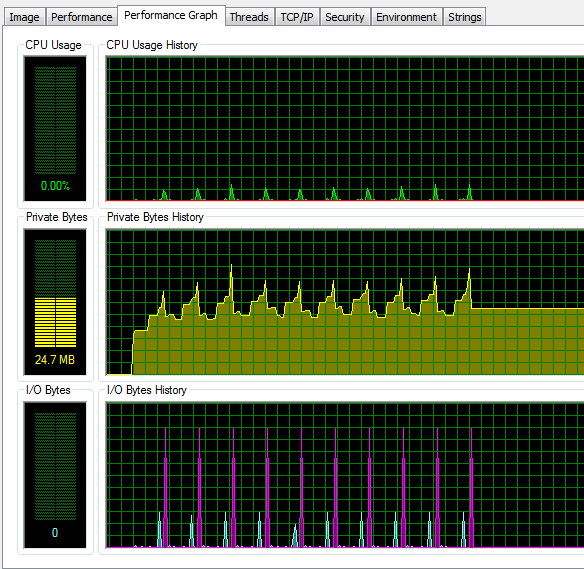 Image Performance Performance Graph Threads TCP/IP Security Environment Strings
CPU Usage CPU Usage History
0.00%
Private Bytes Private Bytes History
24.7 MB
I/O Bytes I/O Bytes History
0